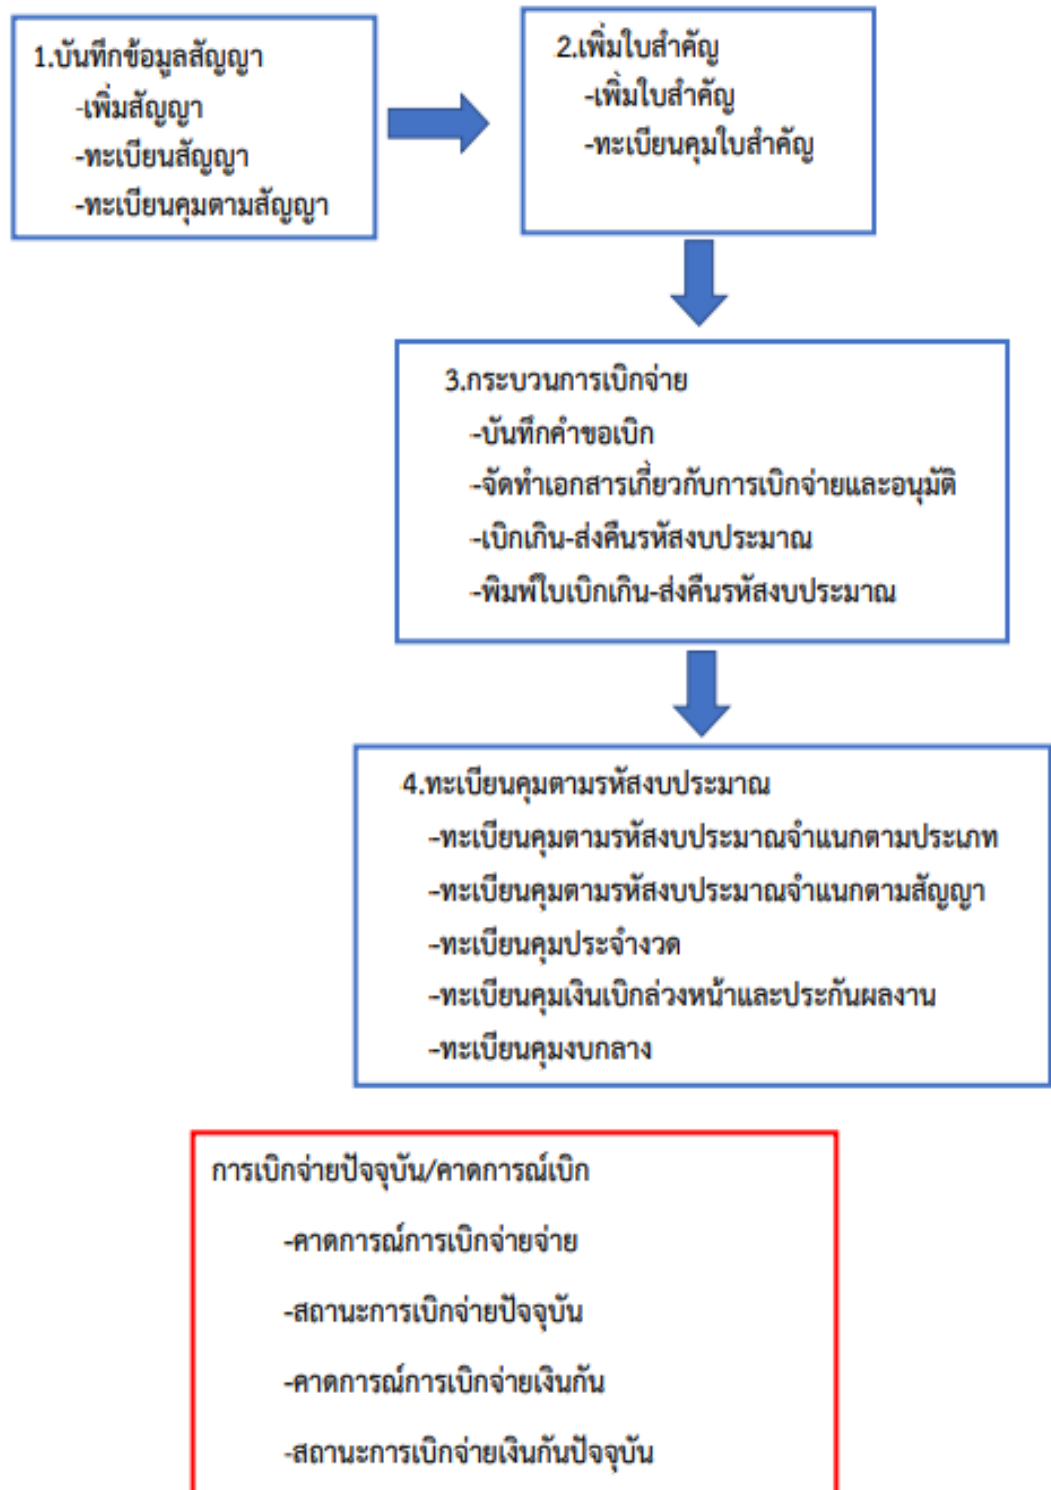 1.บันทึกข้อมูลสัญญา
-เพิ่มสัญญา
-ทะเบียนสัญญา
-ทะเบียนคุมตามสัญญา
2.เพิ่มใบสำคัญ
-เพิ่มใบสำคัญ
-ทะเบียนคุมใบสำคัญ
3.กระบวนการเบิกจ่าย
-บันทึกคำขอเบิก
-จัดทำเอกสารเกี่ยวกับการเบิกจ่ายและอนุมัติ
-เบิกเกิน-ส่งคืนรหัสงบประมาณ
-พิมพ์ใบเบิกเกิน-ส่งคืนรหัสงบประมาณ
4.ทะเบียนคุมตามรหัสงบประมาณ
-ทะเบียนคุมตามรหัสงบประมาณจำแนกตามประเภท
-ทะเบียนคุมตามรหัสงบประมาณจำแนกตามสัญญา
-ทะเบียนคุมประจำงวด
-ทะเบียนคุมเงินเบิกล่วงหน้าและประกันผลงาน
-ทะเบียนคุมงบกลาง
การเบิกจ่ายปัจจุบัน/คาดการณ์เบิก
-คาดการณ์การเบิกจ่ายจ่าย
-สถานะการเบิกจ่ายปัจจุบัน
-คาดการณ์การเบิกจ่ายเงินกัน
-สถานะการเบิกจ่ายเงินกันปัจจุบัน